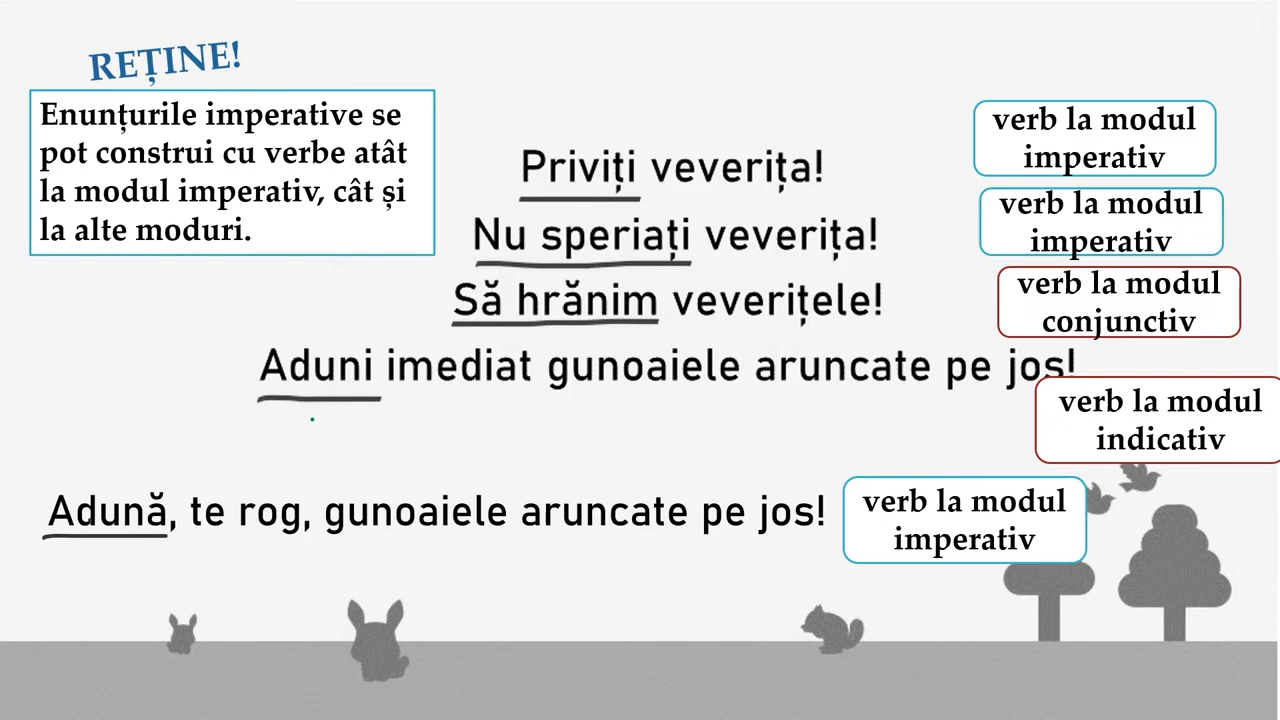 REȚINE!
Enunțurile imperative se
pot construi cu verbe atât
la modul imperativ, cât și
la alte moduri.
Priviți veverița!
verb la modul
imperativ
Nu speriați veverița!
verb la modul
imperativ
Să hrănim veverițele!
verb la modul
conjunctiv
Aduni imediat gunoaiele aruncate pe jos!
verb la modul
indicativ
Adună, te rog, gunoaiele aruncate pe jos!
verb la modul
imperativ